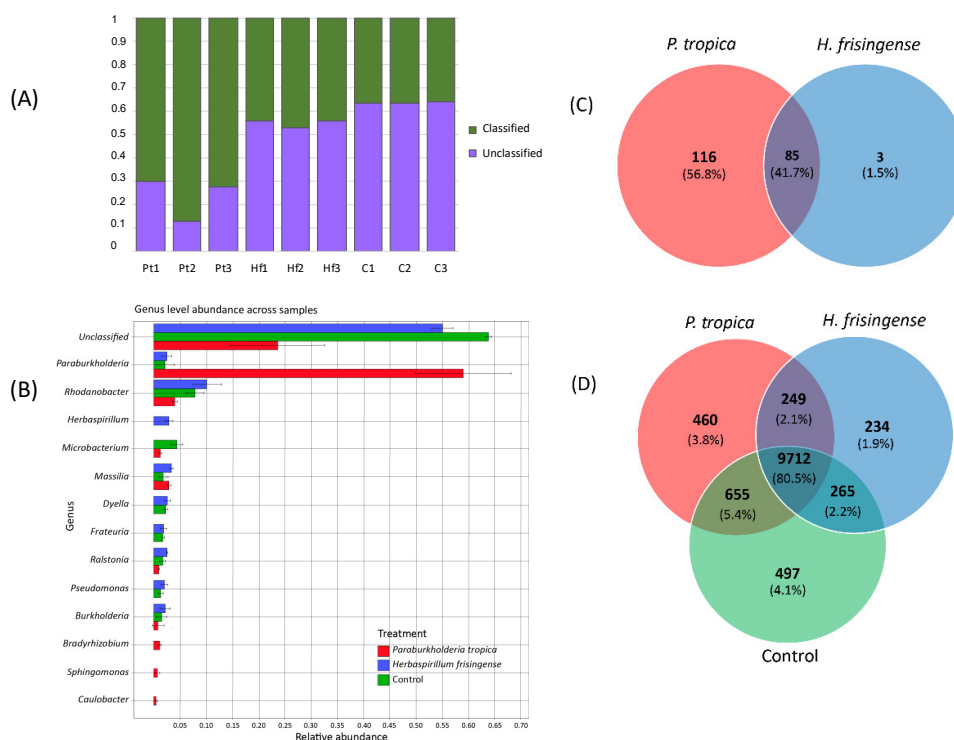 (A)
1
0.9
0.8
0.7
0.6
0.5
0.4
0.3
0.2
0.1
0
Pt1 Pt2 Pt3 Hf1 Hf2 Hf3 C1 C2 C3
Classified
Unclassified
(B)
Genus level abundance across samples
Genus
Unclassified
Paraburkholderia
Rhodanobacter
Herbaspirillum
Microbacterium
Massilia
Dyella
Frateuria
Ralstonia
Pseudomonas
Burkholderia
Bradyrhizobium
Sphingomonas
Caulobacter
Treatment
Paraburkholderia tropica
Herbaspirillum frisingense
Control
0.05 0.10 0.15 0.20 0.25 0.30 0.35 0.40 0.45 0.50 0.55 0.60 0.65 0.70
Relative abundance
(C)
P. tropica
H. frisingense
116
(56.8%)
85
(41.7%)
3
(1.5%)
(D)
P. tropica
H. frisingense
460
(3.8%)
249
(2.1%)
234
(1.9%)
9712
(80.5%)
655
(5.4%)
265
(2.2%)
497
(4.1%)
Control